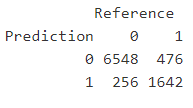 Reference
Prediction 0 1
0 6548 476
1 256 1642